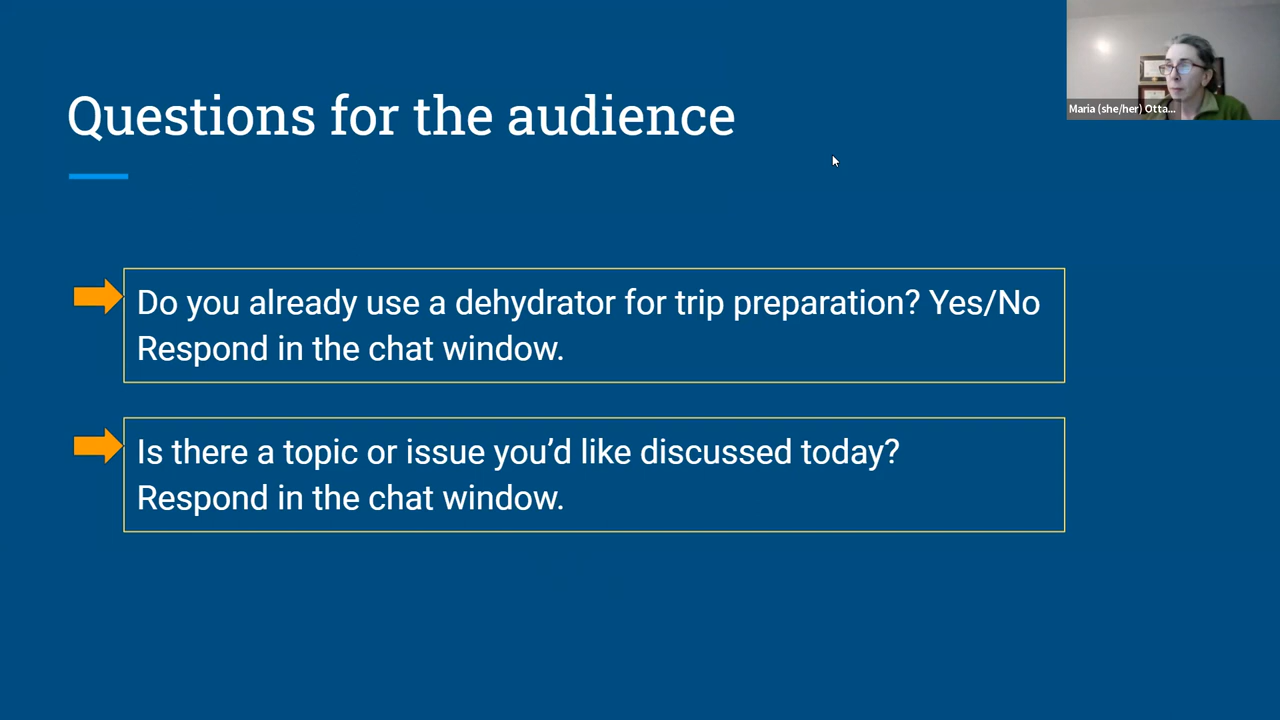 Questions for the audience
Maria (she/her) Otta...
Do you already use a dehydrator for trip preparation? Yes/No
Respond in the chat window.
Is there a topic or issue you’d like discussed today?
Respond in the chat window.